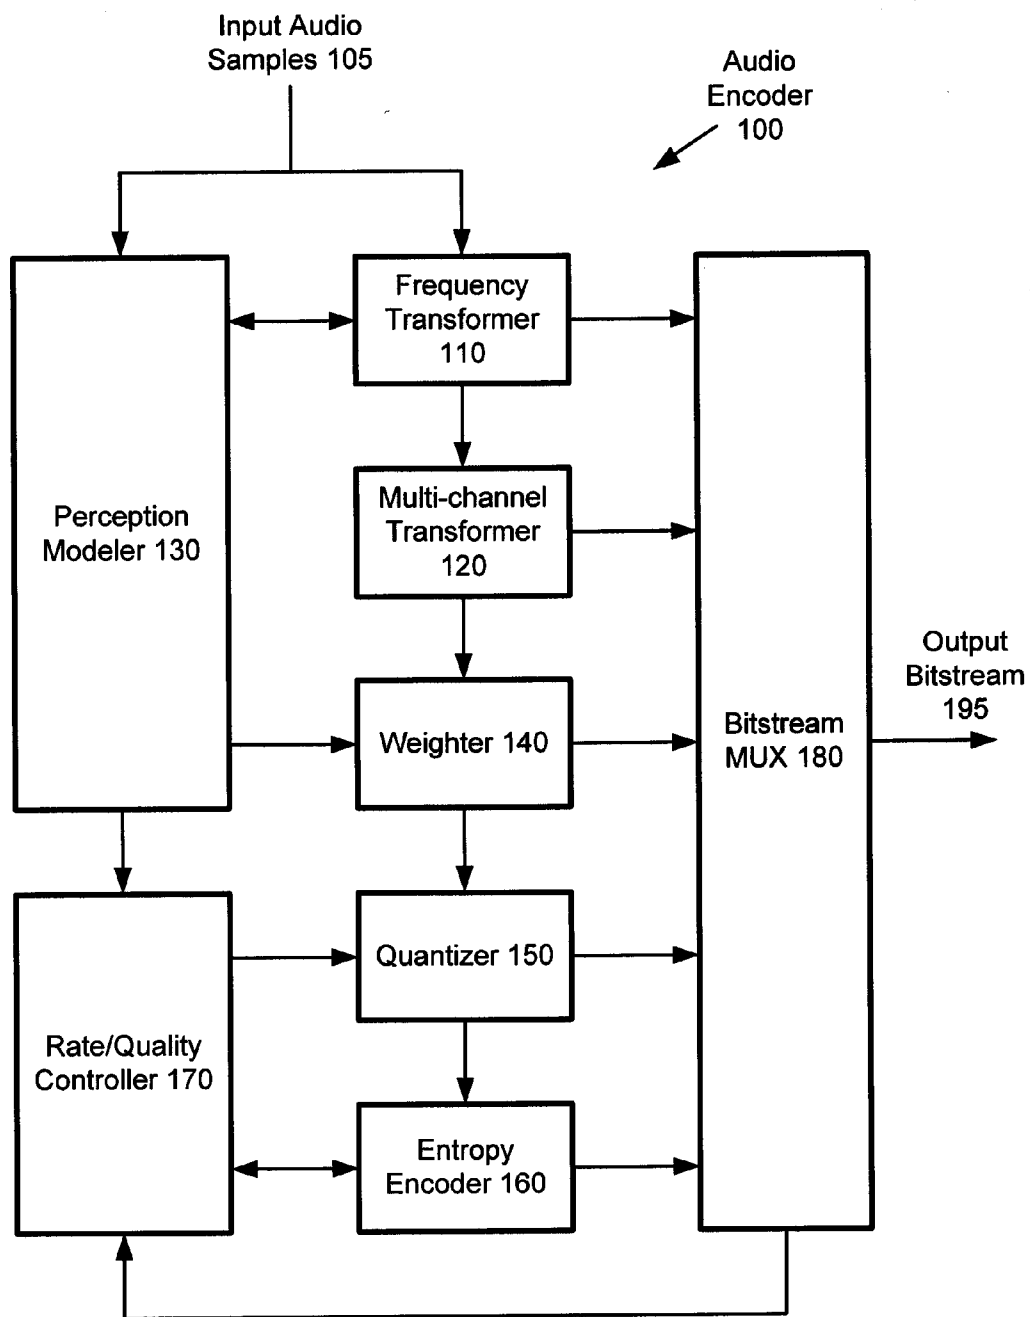 Input Audio
Samples 105
Audio
Encoder
100
Frequency
Transformer
110
Multi-channel
Transformer
120
Perception
Modeler 130
Weighter 140
Bitstream
MUX 180
Output
Bitstream
195
Quantizer 150
Rate/Quality
Controller 170
Entropy
Encoder 160